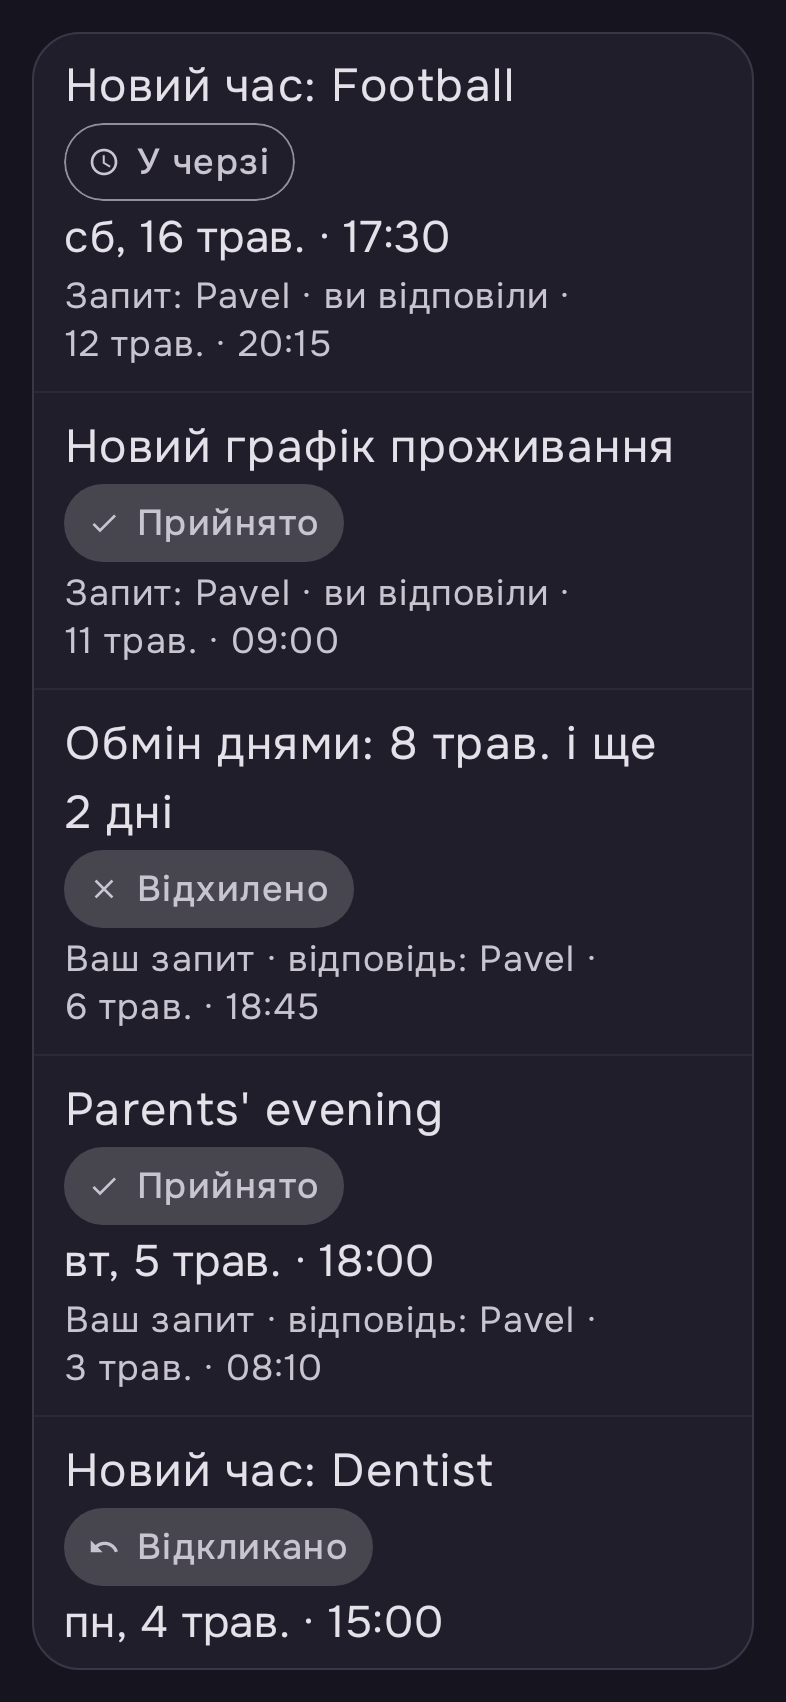 Новий час: Football
У черзі
сб, 16 трав. · 17:30
Запит: Pavel · ви відповіли ·
12 трав. · 20:15
Новий графік проживання
Прийнято
Запит: Pavel · ви відповіли ·
11 трав. · 09:00
Обмін днями: 8 трав. і ще
2 дні
Відхилено
Ваш запит · відповідь: Pavel ·
6 трав. · 18:45
Parents' evening
Прийнято
вт, 5 трав. · 18:00
Ваш запит · відповідь: Pavel ·
3 трав. · 08:10
Новий час: Dentist
Відкликано
пн, 4 трав. · 15:00